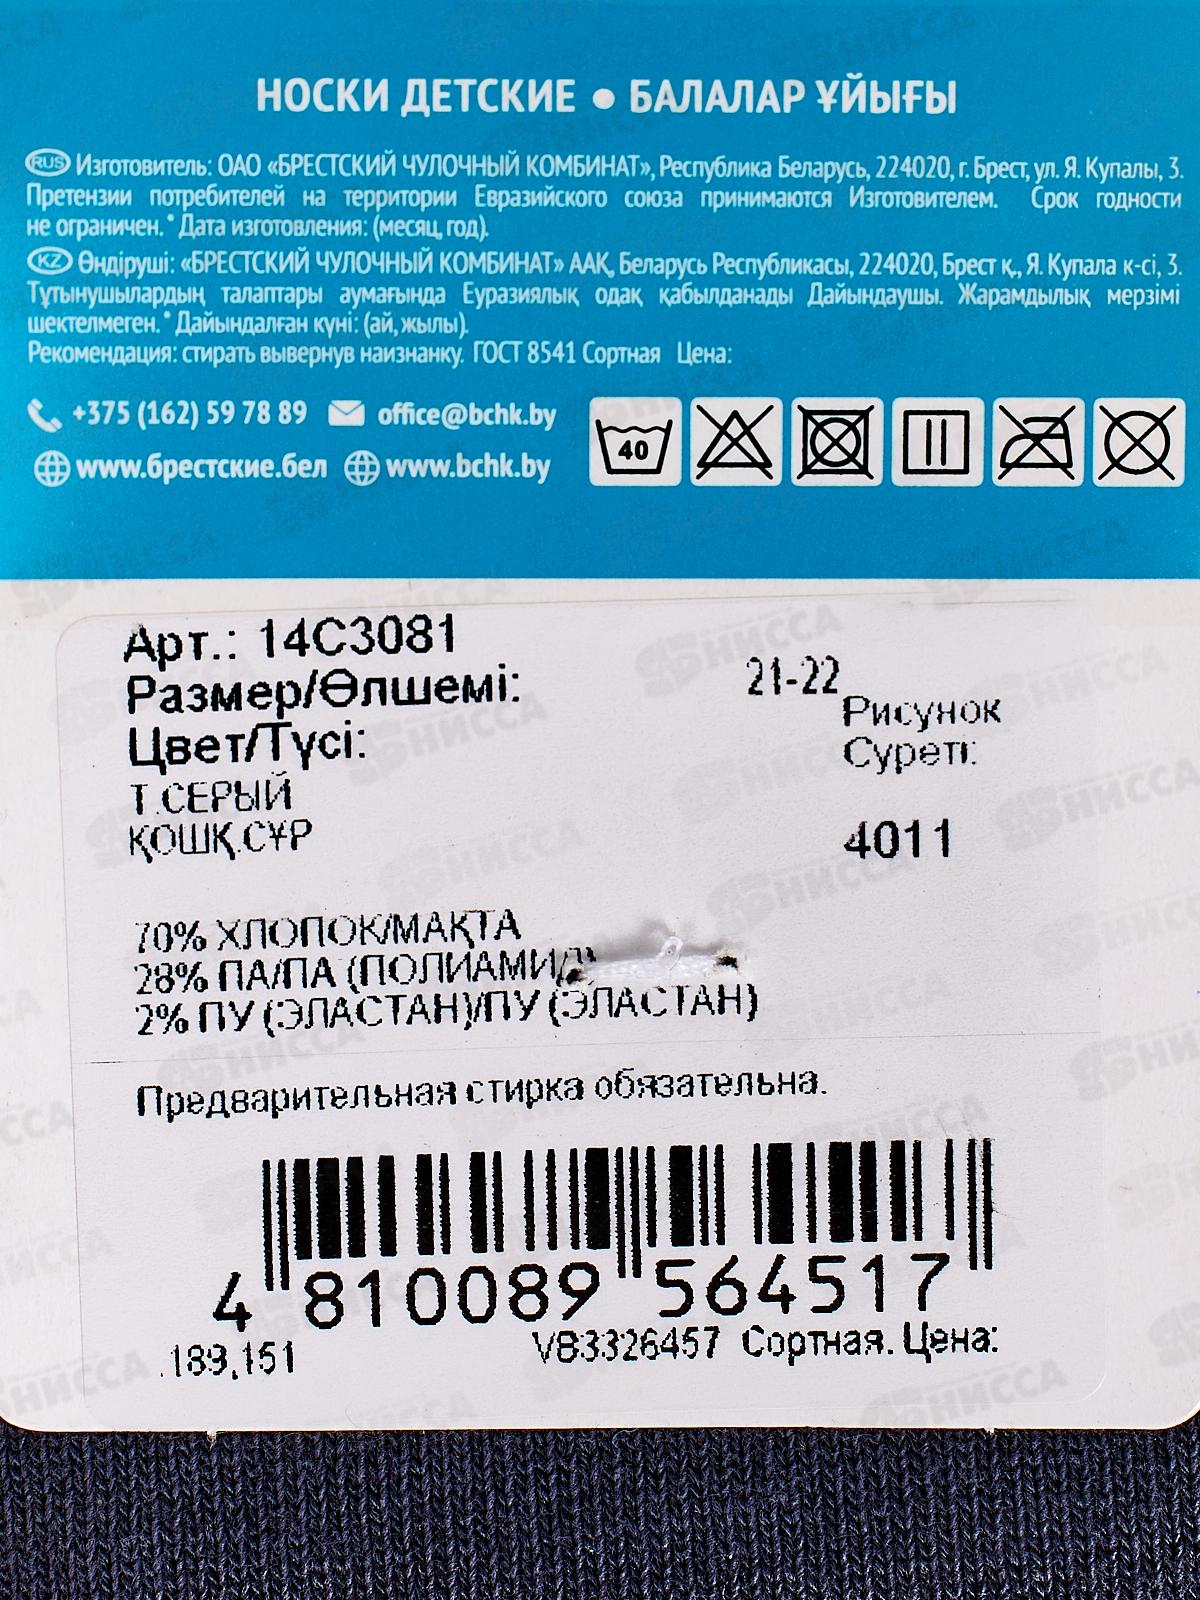 НОСКИ ДЕТСКИЕ ● БАЛАЛАР ҰЙЫҒЫ
RUS Изготовитель: ОАО «БРЕСТСКИЙ ЧУЛОЧНЫЙ КОМБИНАТ», Республика Беларусь, 224020, г. Брест, ул. Я. Купалы, 3.
Претензии потребителей на территории Евразийского союза принимаются Изготовителем. Срок годности
не ограничен.* Дата изготовления: (месяц, год).
KZ Өндіруші: «БРЕСТСКИЙ ЧУЛОЧНЫЙ КОМБИНАТ» ААҚ, Беларусь Республикасы, 224020, Брест қ., Я. Купала к-сі, 3.
Тұтынушылардың талаптары аумағында Еуразиялық одақ қабылданады Дайындаушы. Жарамдылық мерзімі
шектелмеген.* Дайындалған күні: (ай, жылы).
Рекомендация: стирать вывернув наизнанку. ГОСТ 8541 Сортная Цена:
+375 (162) 59 78 89 office@bchk.by
www.брестские.бел www.bchk.by
40
Арт.: 14С3081
Размер/Өлшемі: 21-22
Цвет/Түсі: Рисунок
Суреті:
Т.СЕРЫЙ
ҚОШҚ.СҰР 4011
70% ХЛОПОК/МАҚТА
28% ПА/ПА (ПОЛИАМИД)
2% ПУ (ЭЛАСТАН)/ПУ (ЭЛАСТАН)
Предварительная стирка обязательна.
4 810089 564517
.189,151 VB3326457 Сортная. Цена:
НИССА